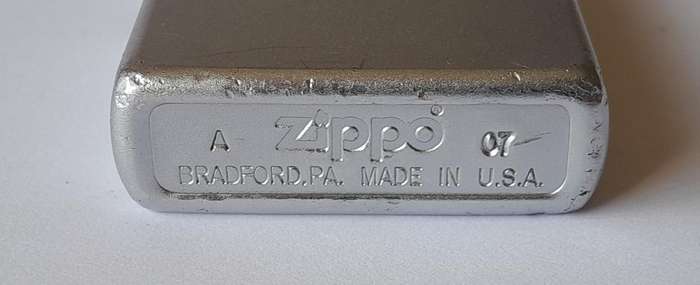 A zippo® 07
BRADFORD,PA. MADE IN U.S.A.